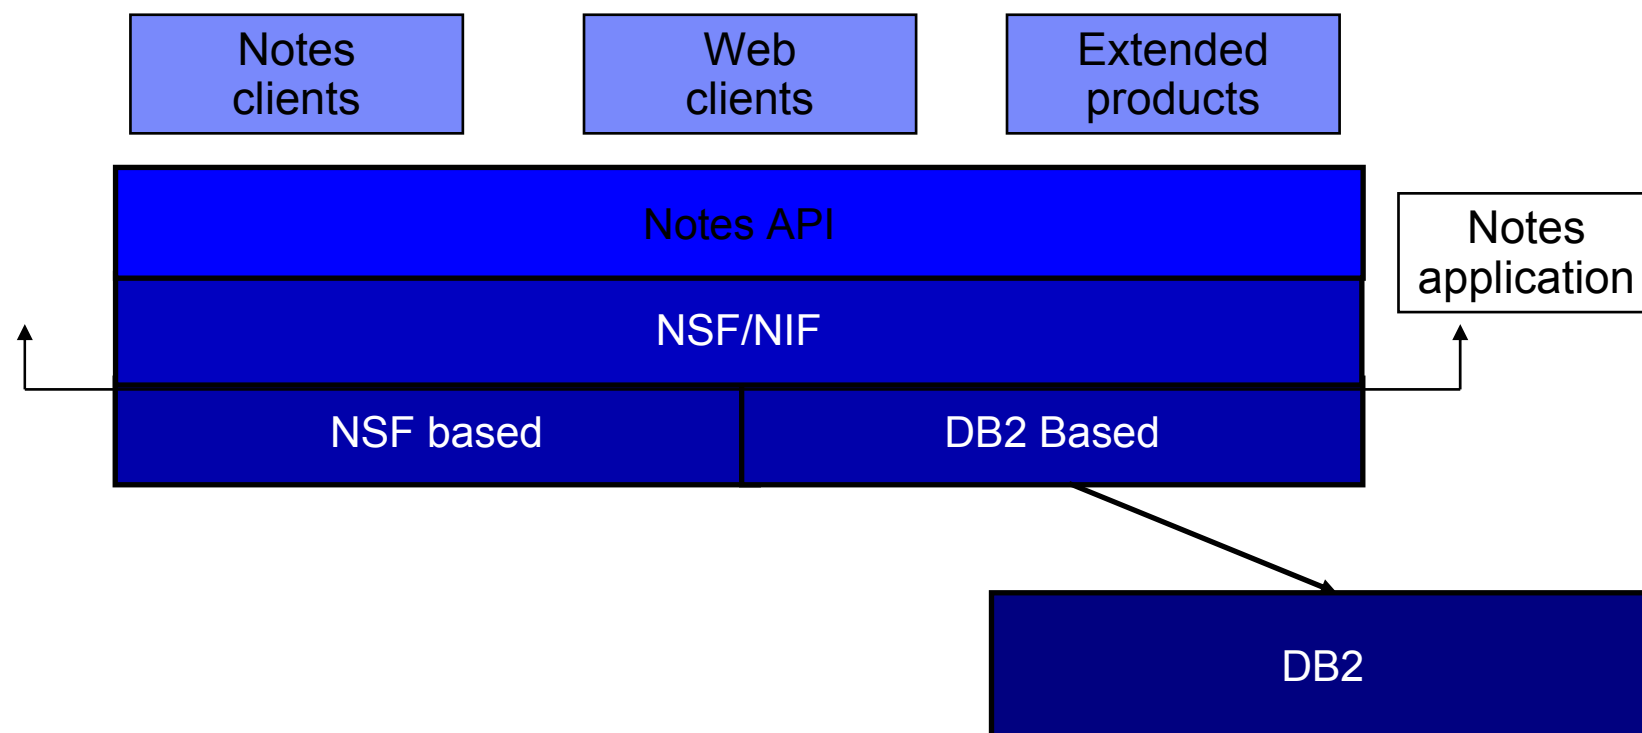 Notes
clients
Web
clients
Extended
products
Notes API
Notes
application
NSF/NIF
NSF based
DB2 Based
DB2